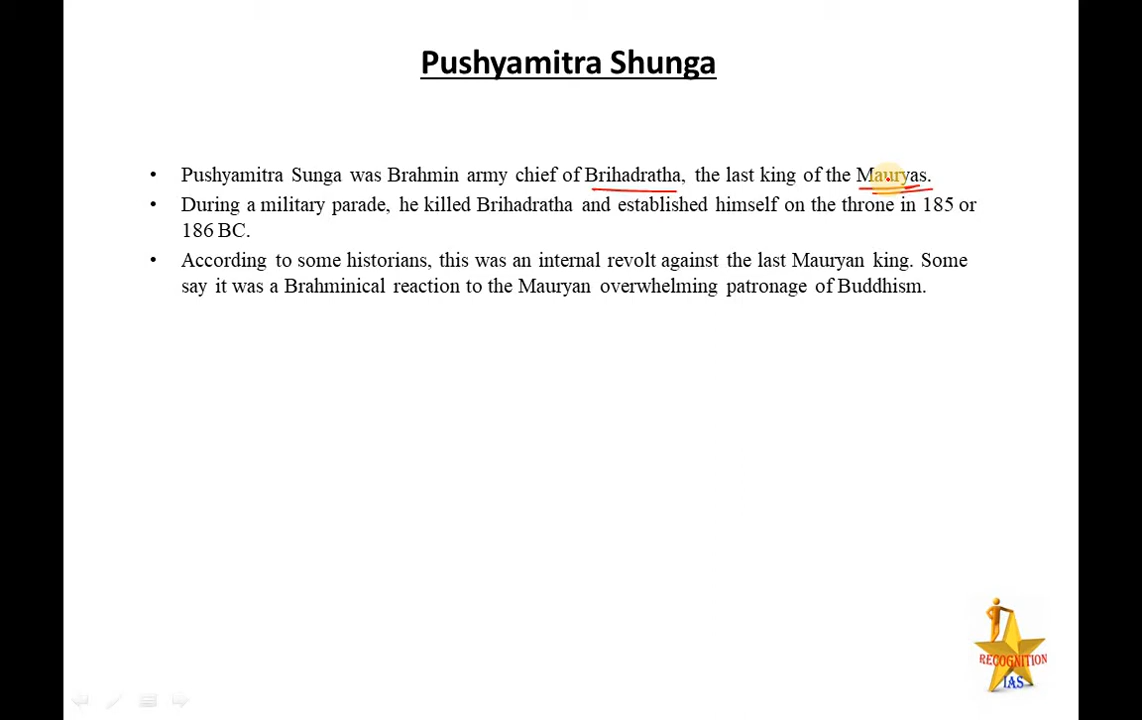 Pushyamitra Shunga
• Pushyamitra Sunga was Brahmin army chief of Brihadratha, the last king of the Mauryas.
• During a military parade, he killed Brihadratha and established himself on the throne in 185 or
186 BC.
• According to some historians, this was an internal revolt against the last Mauryan king. Some
say it was a Brahminical reaction to the Mauryan overwhelming patronage of Buddhism.
RECOGNITION
IAS